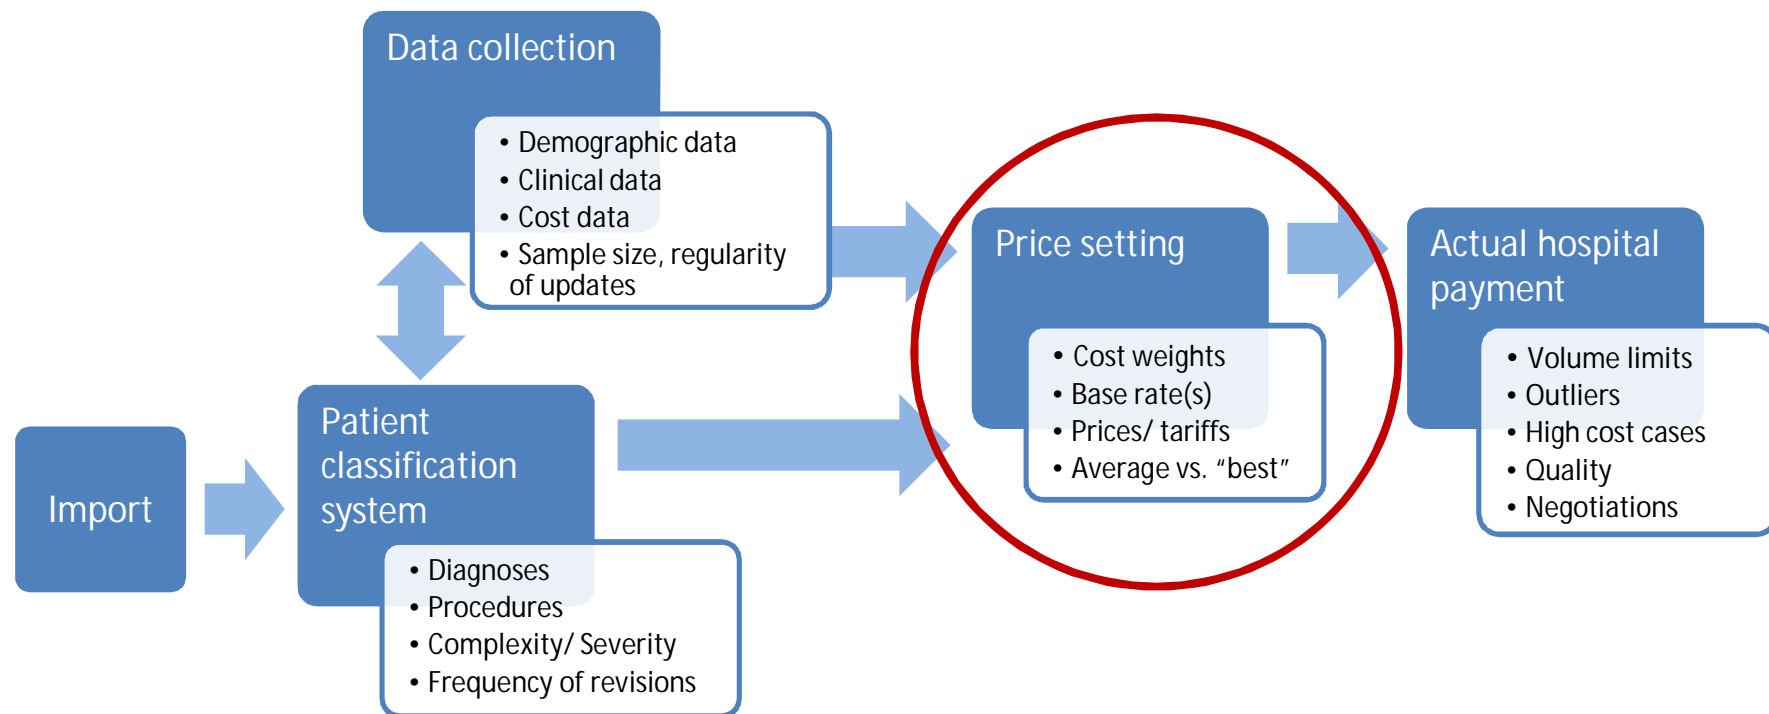 Data collection
• Demographic data
• Clinical data
• Cost data
• Sample size, regularity
of updates
Import
Patient
classification
system
• Diagnoses
• Procedures
• Complexity/ Severity
• Frequency of revisions
Price setting
• Cost weights
• Base rate(s)
• Prices/ tariffs
• Average vs. “best”
Actual hospital
payment
• Volume limits
• Outliers
• High cost cases
• Quality
• Negotiations